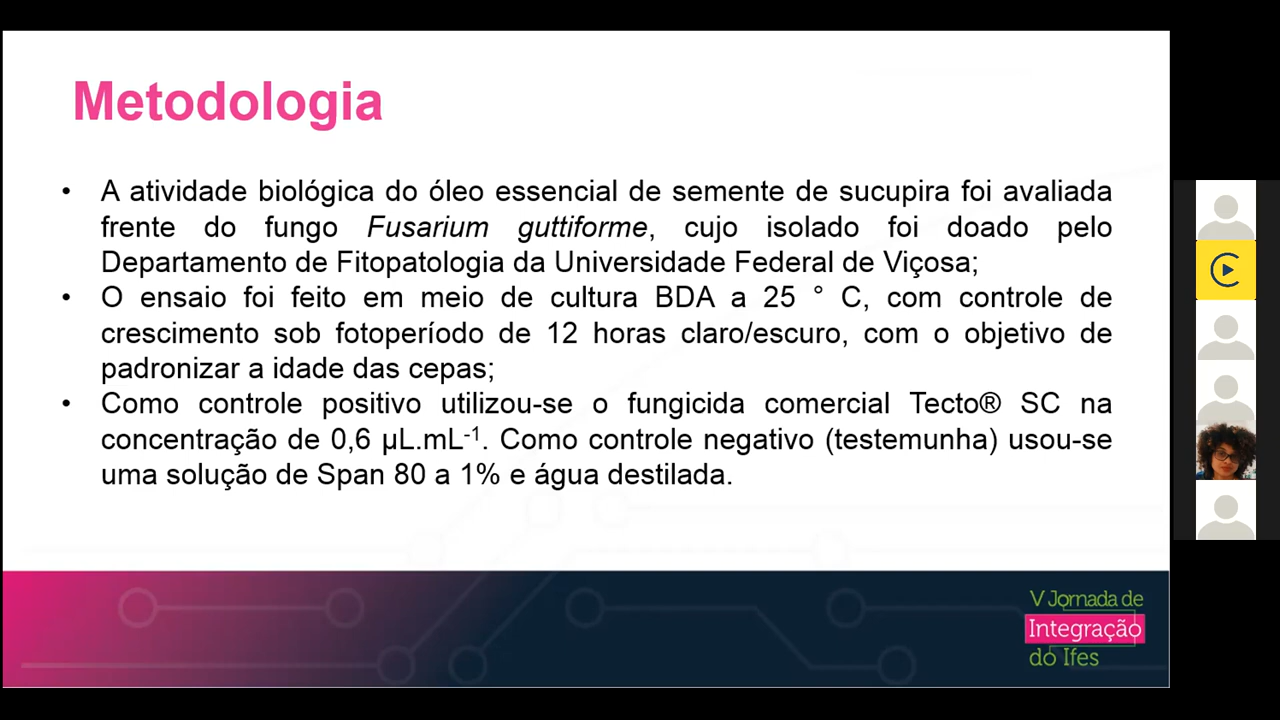 Metodologia
• A atividade biológica do óleo essencial de semente de sucupira foi avaliada
frente do fungo Fusarium guttiforme, cujo isolado foi doado pelo
Departamento de Fitopatologia da Universidade Federal de Viçosa;
• O ensaio foi feito em meio de cultura BDA a 25 ° C, com controle de
crescimento sob fotoperíodo de 12 horas claro/escuro, com o objetivo de
padronizar a idade das cepas;
• Como controle positivo utilizou-se o fungicida comercial Tecto® SC na
concentração de 0,6 µL.mL⁻¹. Como controle negativo (testemunha) usou-se
uma solução de Span 80 a 1% e água destilada.
V Jornada de
Integração
do Ifes